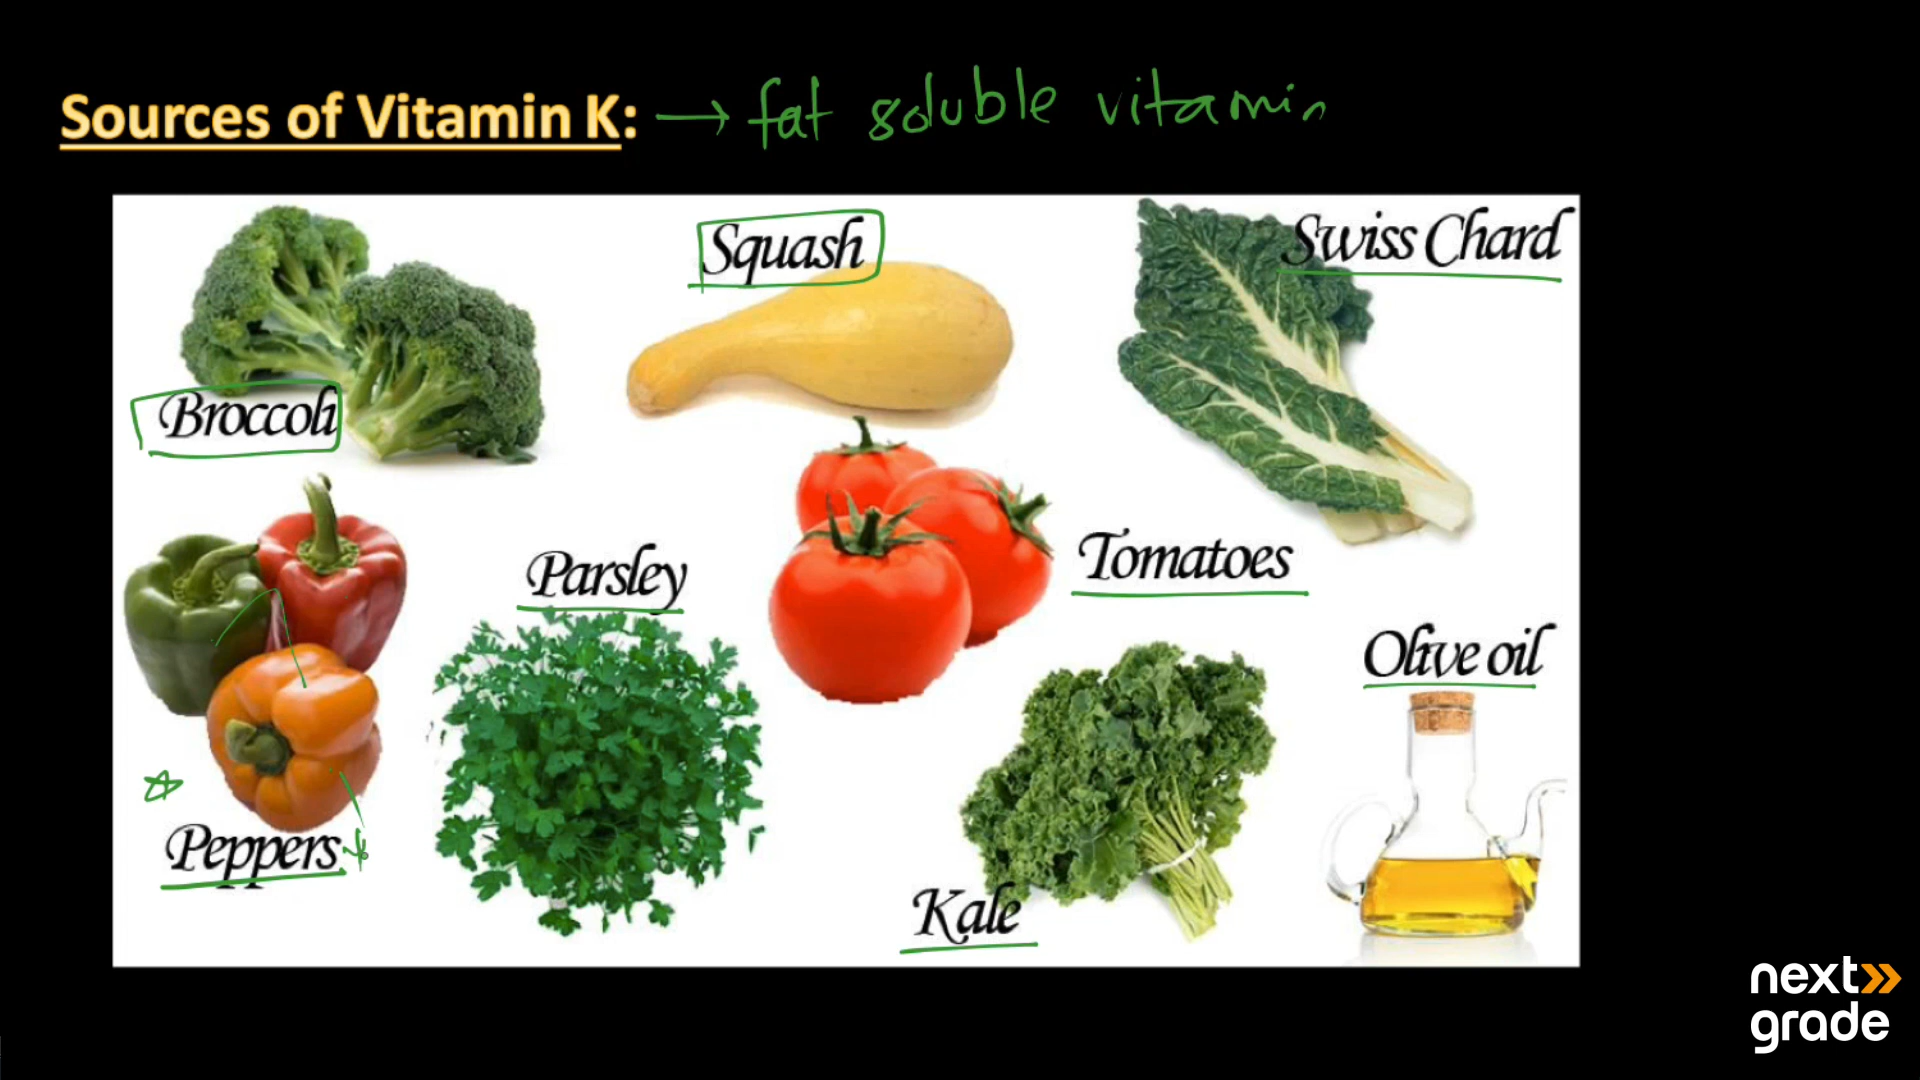 Sources of Vitamin K: → fat soluble vitamin
Squash
Swiss Chard
Broccoli
Parsley
Tomatoes
Olive oil
Peppers
Kale
next»
grade